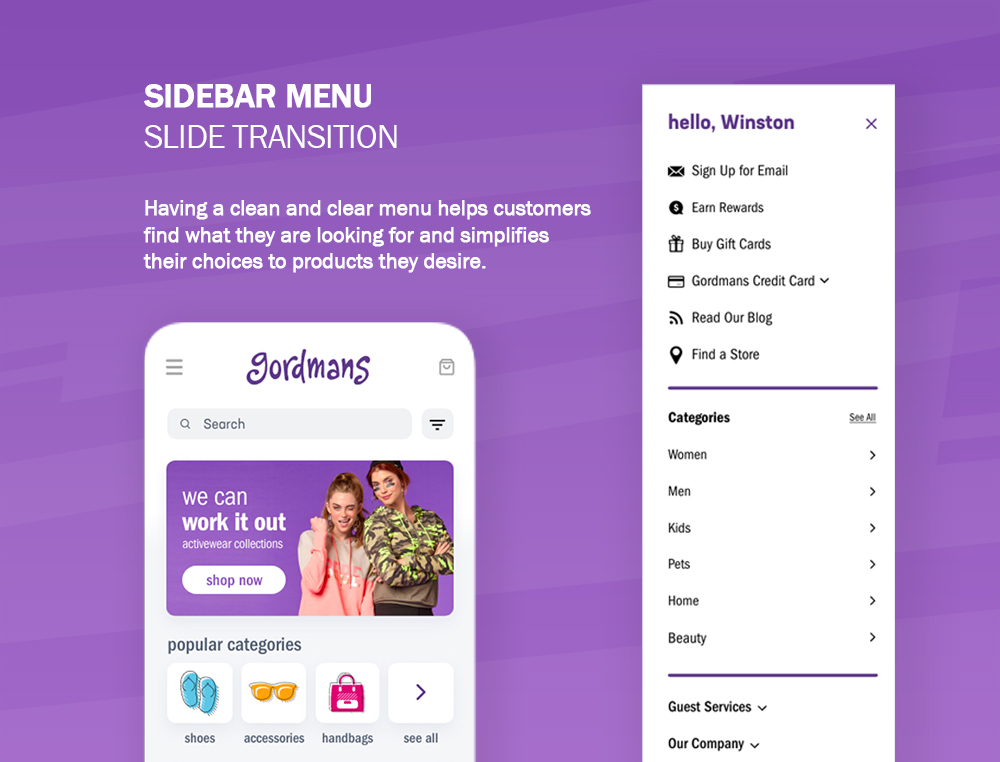 SIDEBAR MENU
SLIDE TRANSITION
Having a clean and clear menu helps customers
find what they are looking for and simplifies
their choices to products they desire.
gordmans
Search
we can
work it out
activewear collections
shop now
popular categories
shoes
accessories
handbags
see all
hello, Winston
Sign Up for Email
Earn Rewards
Buy Gift Cards
Gordmans Credit Card
Read Our Blog
Find a Store
Categories
See All
Women
Men
Kids
Pets
Home
Beauty
Guest Services
Our Company